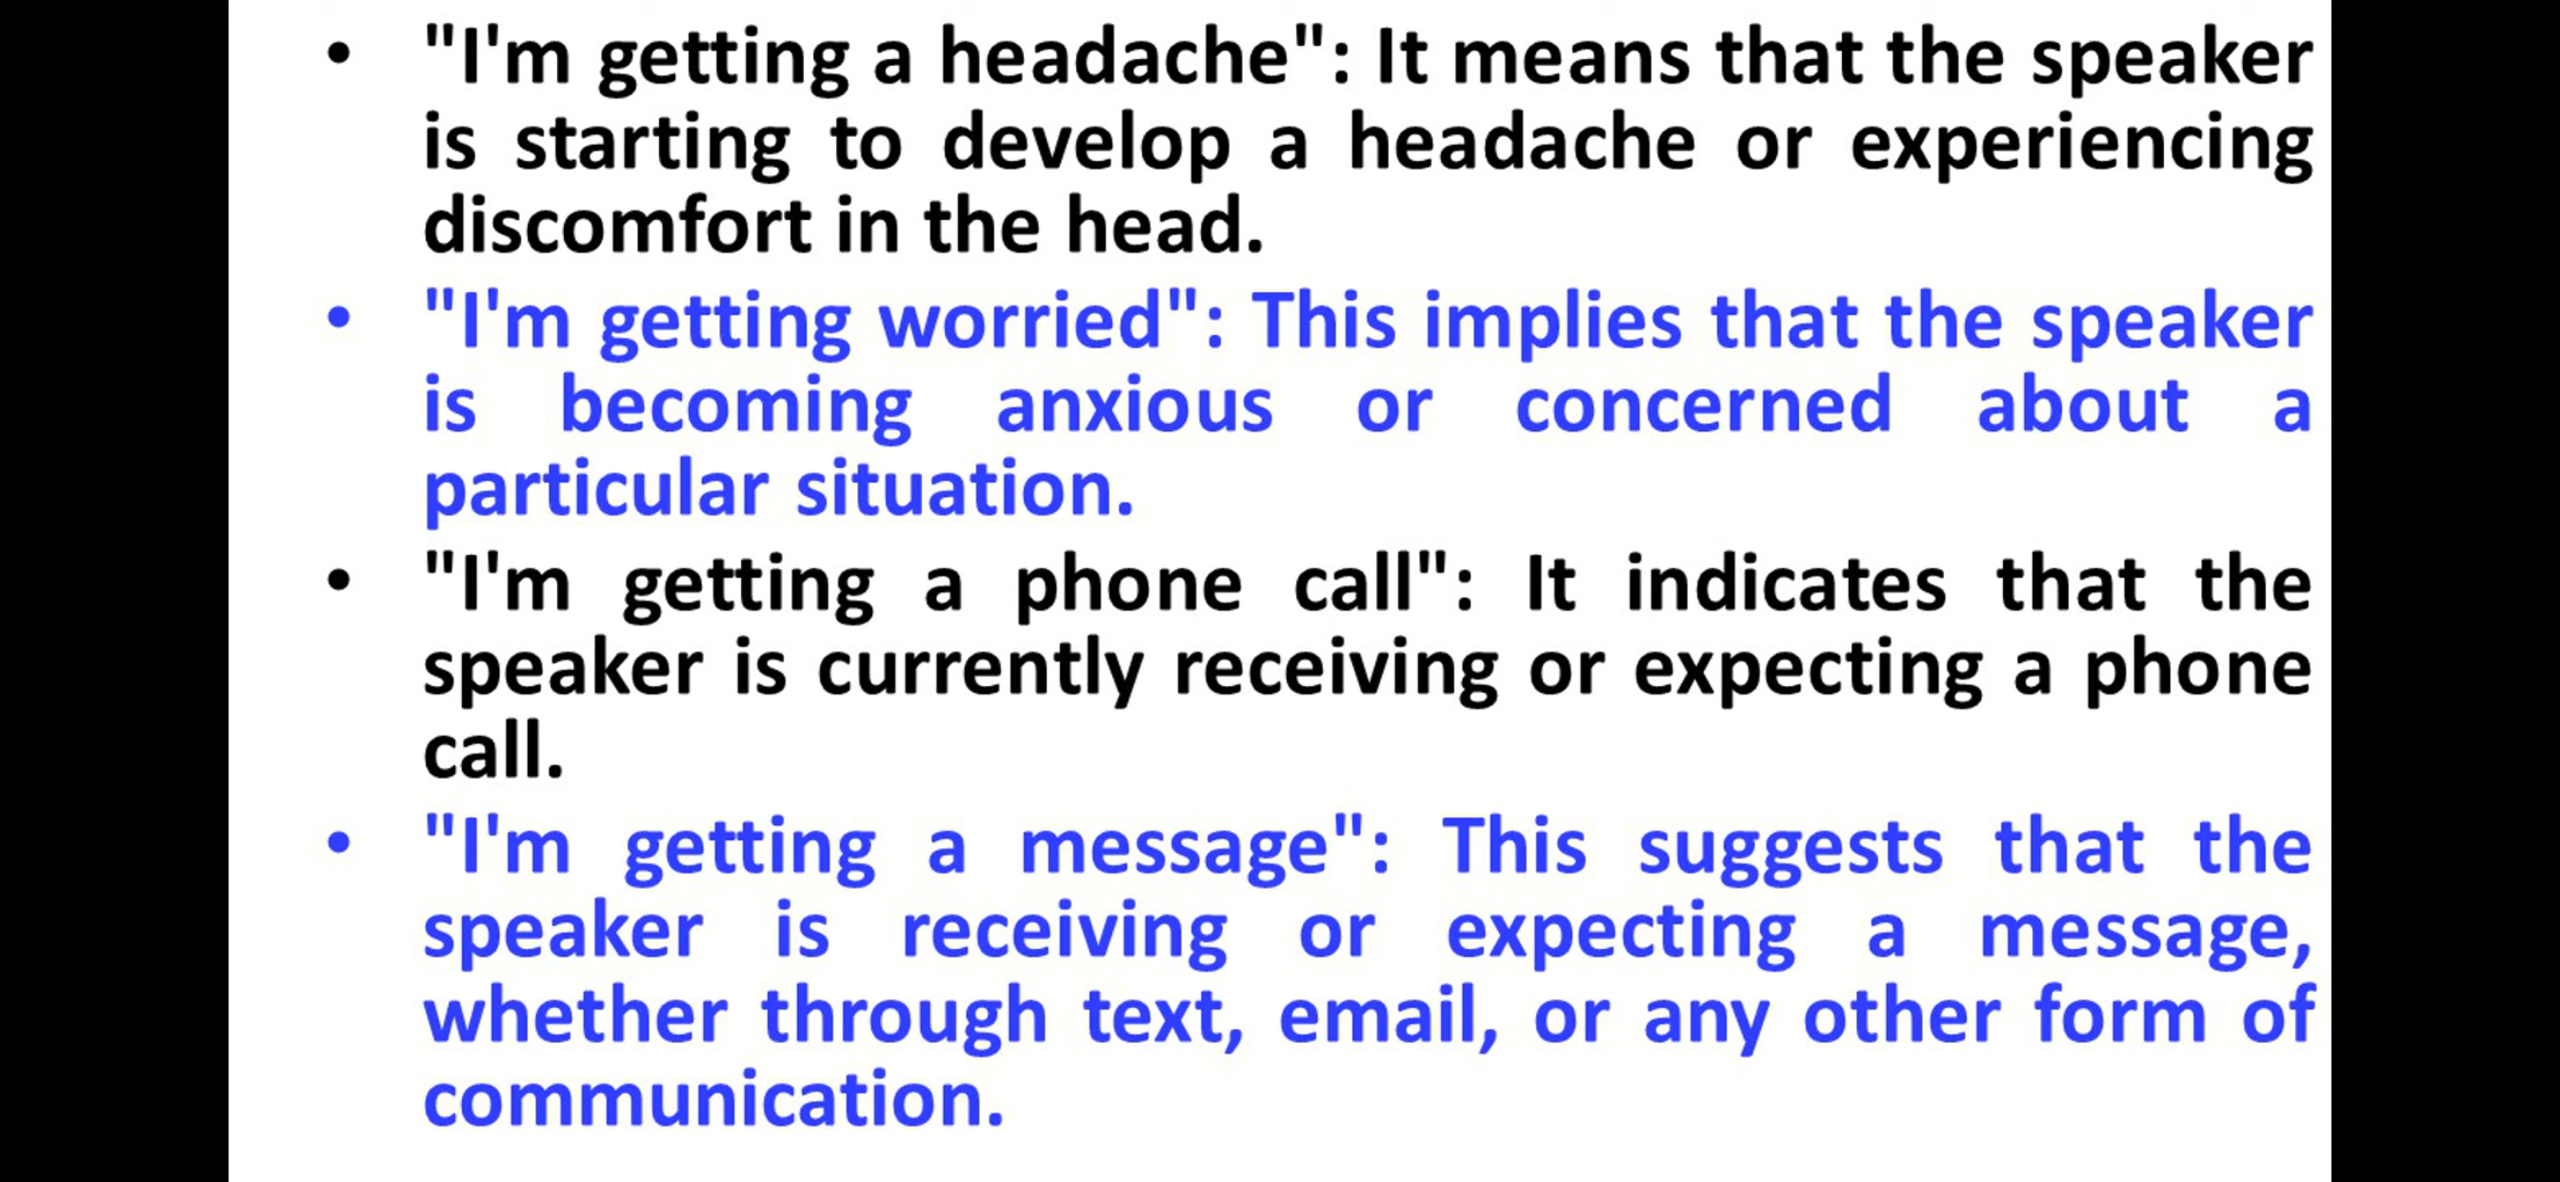 • "I'm getting a headache": It means that the speaker
is starting to develop a headache or experiencing
discomfort in the head.
• "I'm getting worried": This implies that the speaker
is becoming anxious or concerned about a
particular situation.
• "I'm getting a phone call": It indicates that the
speaker is currently receiving or expecting a phone
call.
• "I'm getting a message": This suggests that the
speaker is receiving or expecting a message,
whether through text, email, or any other form of
communication.